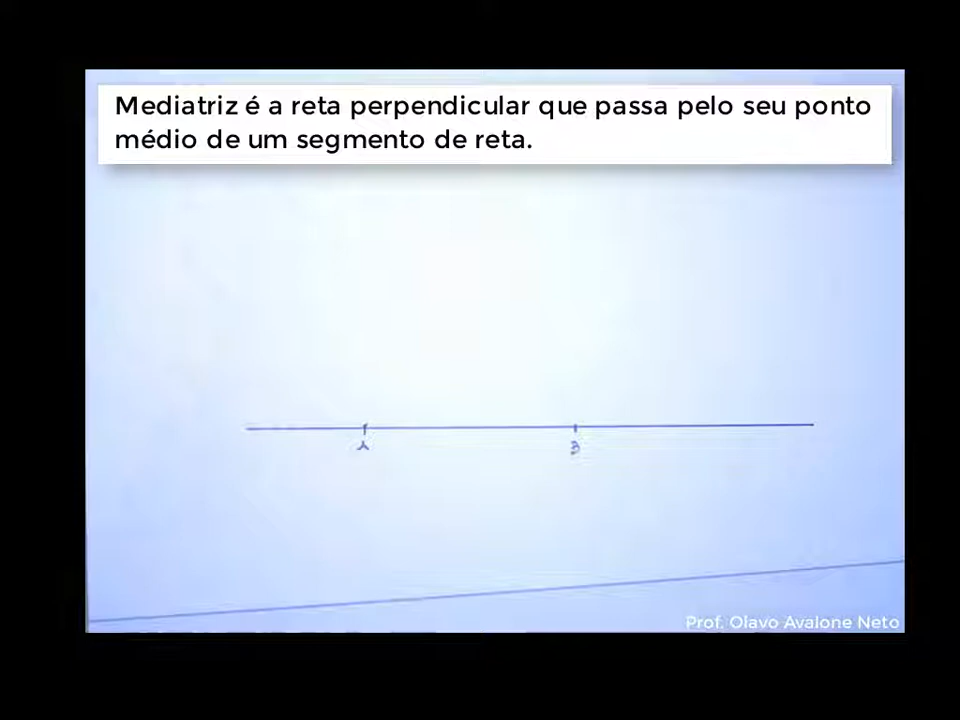 Mediatriz é a reta perpendicular que passa pelo seu ponto
médio de um segmento de reta.
A B
Prof. Olavo Avalone Neto